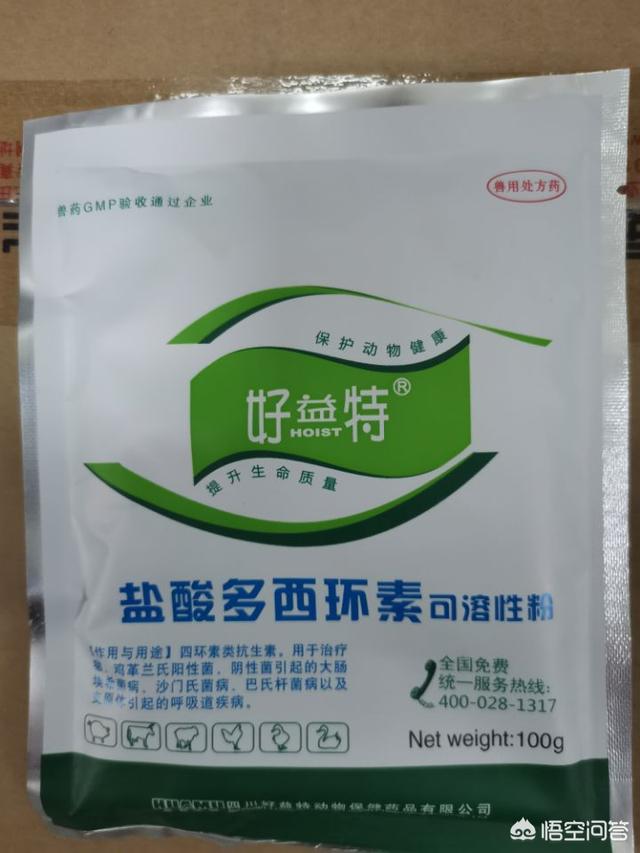 兽药GMP验收通过企业
兽用处方药
保护动物健康
好益特®
HOIST
提升生命质量
盐酸多西环素可溶性粉
【作用与用途】四环素类抗生素。用于治疗
鸡革兰氏阳性菌、阴性菌引起的大肠
杆菌病、沙门氏菌病、巴氏杆菌病以及
支原体引起的呼吸道疾病。
全国免费
统一服务热线:
400-028-1317
Net weight:100g
四川好益特动物保健药品有限公司
悟空问答